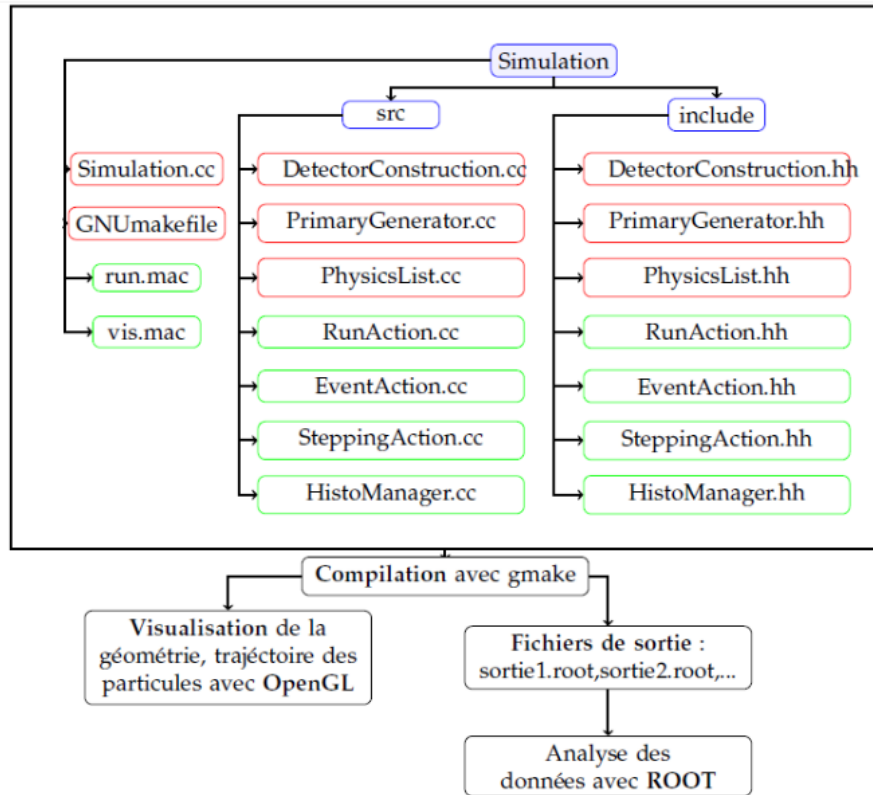 Simulation
src
include
Simulation.cc
DetectorConstruction.cc
DetectorConstruction.hh
GNUmakefile
PrimaryGenerator.cc
PrimaryGenerator.hh
run.mac
PhysicsList.cc
PhysicsList.hh
vis.mac
RunAction.cc
RunAction.hh
EventAction.cc
EventAction.hh
SteppingAction.cc
SteppingAction.hh
HistoManager.cc
HistoManager.hh
Compilation avec gmake
Visualisation de la
géométrie, trajéctoire des
particules avec OpenGL
Fichiers de sortie :
sortie1.root,sortie2.root,...
Analyse des
données avec ROOT